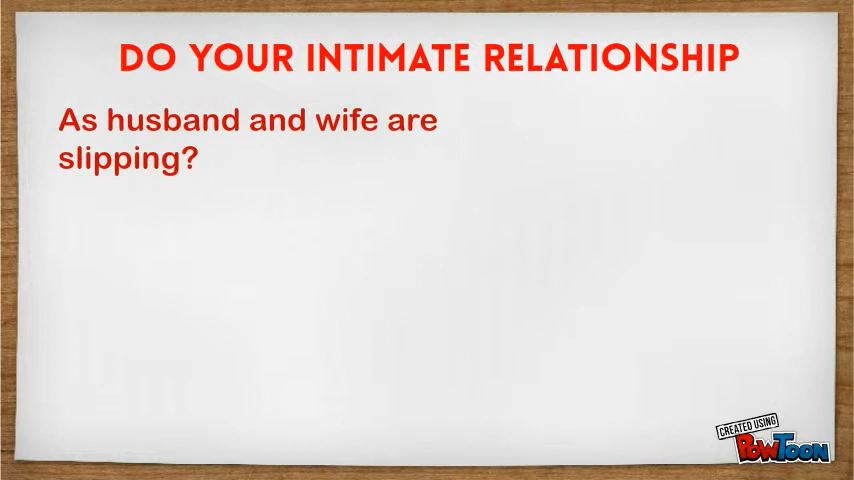 DO YOUR INTIMATE RELATIONSHIP
As husband and wife are
slipping?
CREATED USING
POWTOON